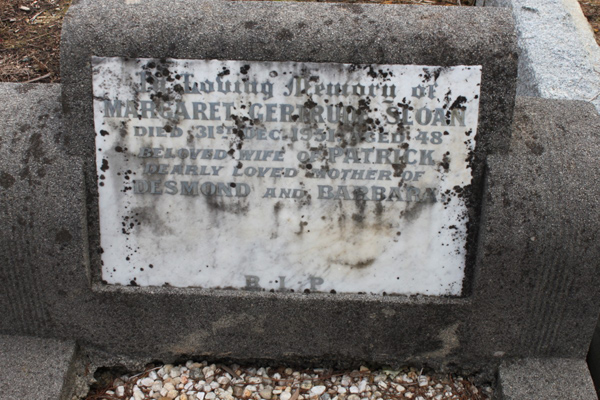 In Loving Memory of
MARGARET GERTRUDE SLOAN
DIED 31ST DEC. 1951 AGED 48
BELOVED WIFE OF PATRICK
DEARLY LOVED MOTHER OF
DESMOND AND BARBARA
R.I.P.